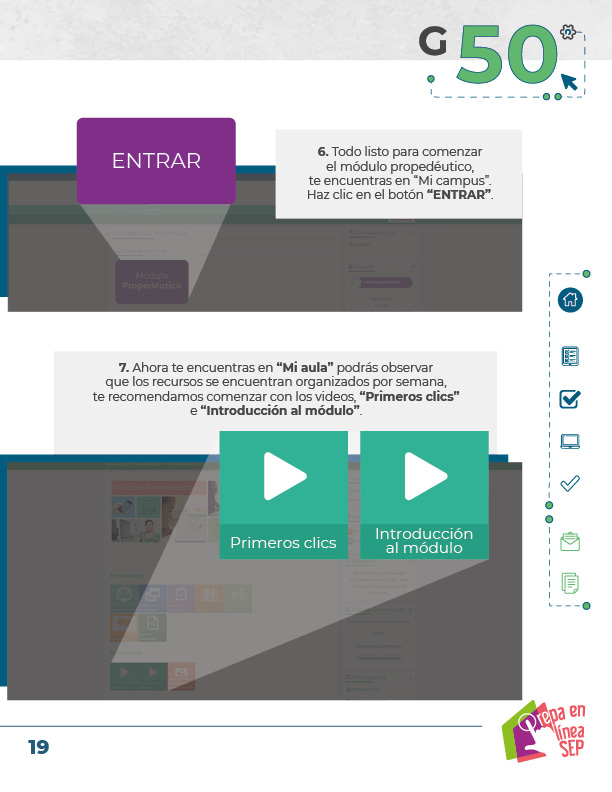 G 50
ENTRAR
6. Todo listo para comenzar
el módulo propedéutico,
te encuentras en “Mi campus”.
Haz clic en el botón “ENTRAR”.
Módulo
Propedéutico
7. Ahora te encuentras en “Mi aula” podrás observar
que los recursos se encuentran organizados por semana,
te recomendamos comenzar con los videos, “Primeros clics”
e “Introducción al módulo”.
Primeros clics
Introducción
al módulo
19
Prepa en
línea
SEP